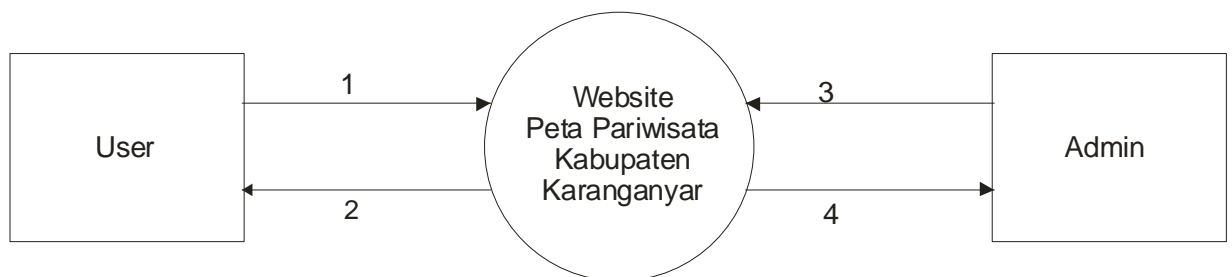 User
1
2
Website
Peta Pariwisata
Kabupaten
Karanganyar
3
4
Admin